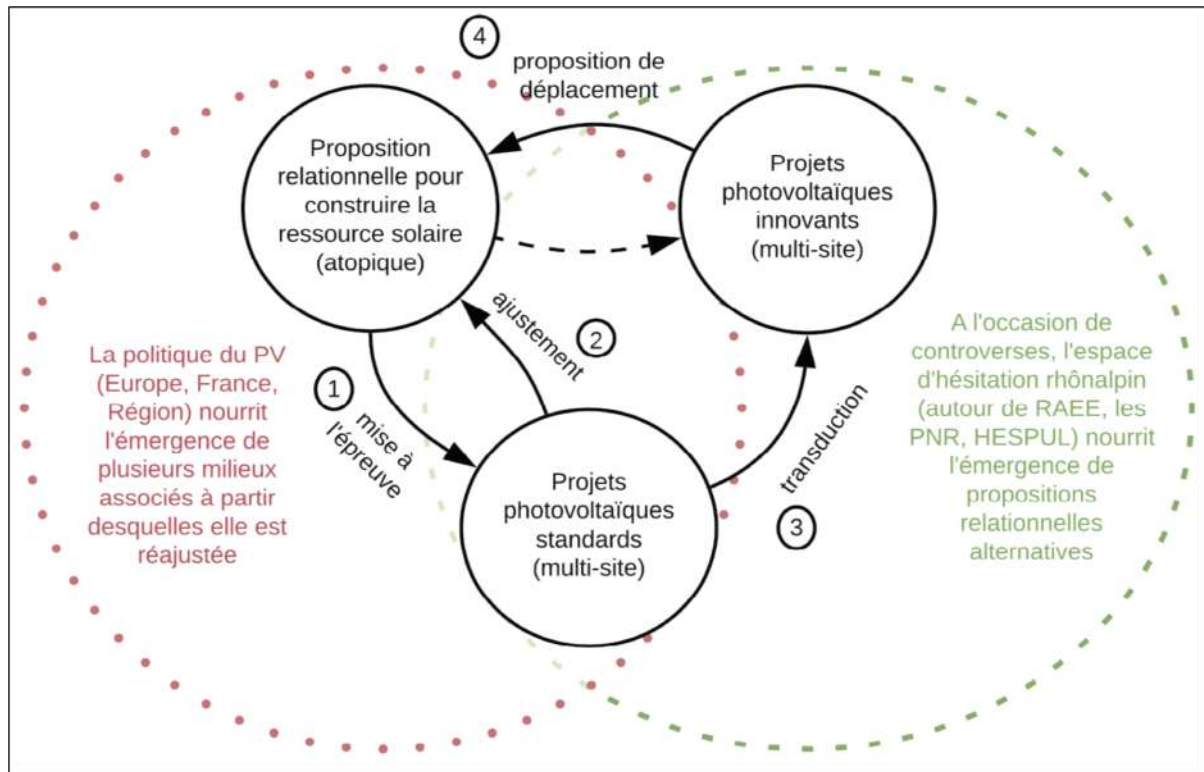 4
proposition de
déplacement
Proposition
relationnelle pour
construire la
ressource solaire
(atopique)
Projets
photovoltaïques
innovants
(multi-site)
ajustement
2
1
mise à
l'épreuve
La politique du PV
(Europe, France,
Région) nourrit
l'émergence de
plusieurs milieux
associés à partir
desquelles elle est
réajustée
Projets
photovoltaïques
standards
(multi-site)
transduction
3
A l'occasion de
controverses, l'espace
d'hésitation rhônalpin
(autour de RAEE, les
PNR, HESPUL) nourrit
l'émergence de
propositions
relationnelles
alternatives